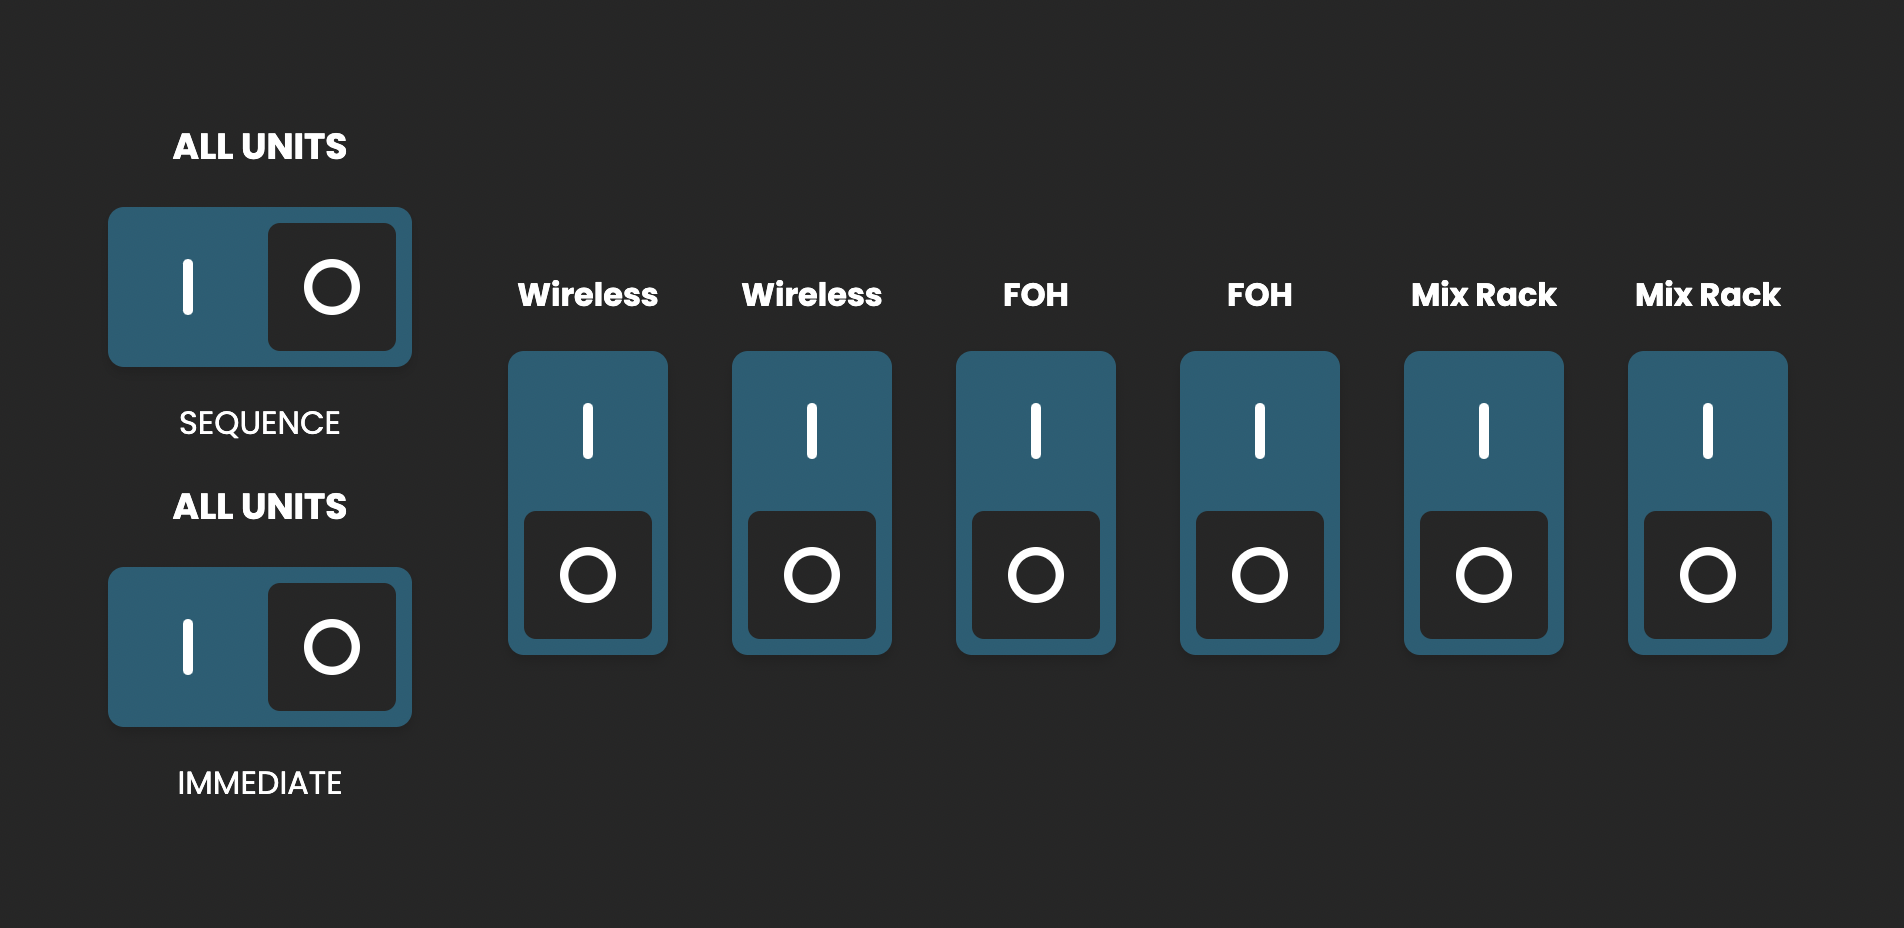 ALL UNITS
I O
SEQUENCE
ALL UNITS
I O
IMMEDIATE
Wireless Wireless FOH FOH Mix Rack Mix Rack
I I I I I I
O O O O O O